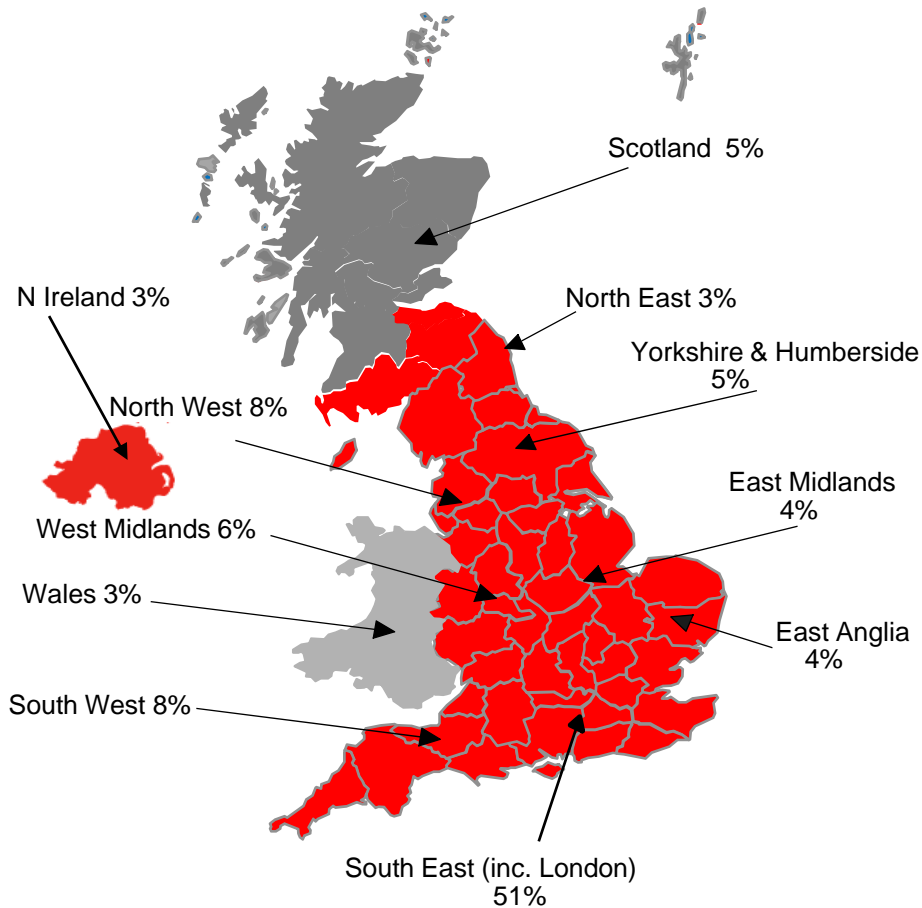 Scotland 5%
N Ireland 3%
North East 3%
Yorkshire & Humberside
5%
North West 8%
East Midlands
4%
West Midlands 6%
Wales 3%
East Anglia
4%
South West 8%
South East (inc. London)
51%